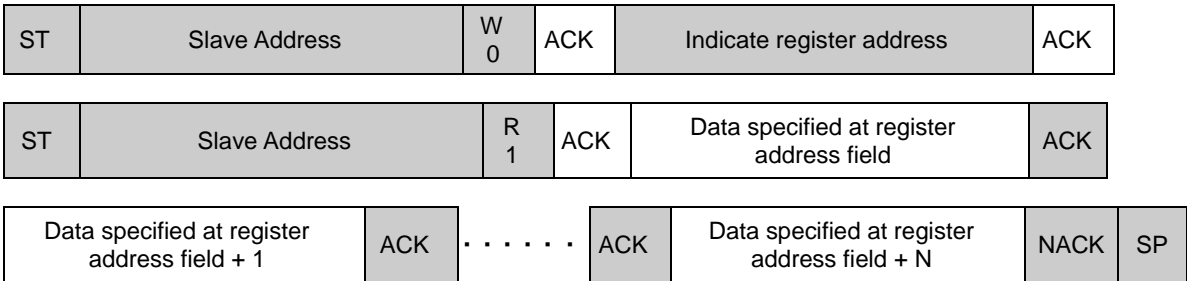 ST Slave Address W 0 ACK Indicate register address ACK
ST Slave Address R 1 ACK Data specified at register address field ACK
Data specified at register address field + 1 ACK · · · · · · ACK Data specified at register address field + N NACK SP